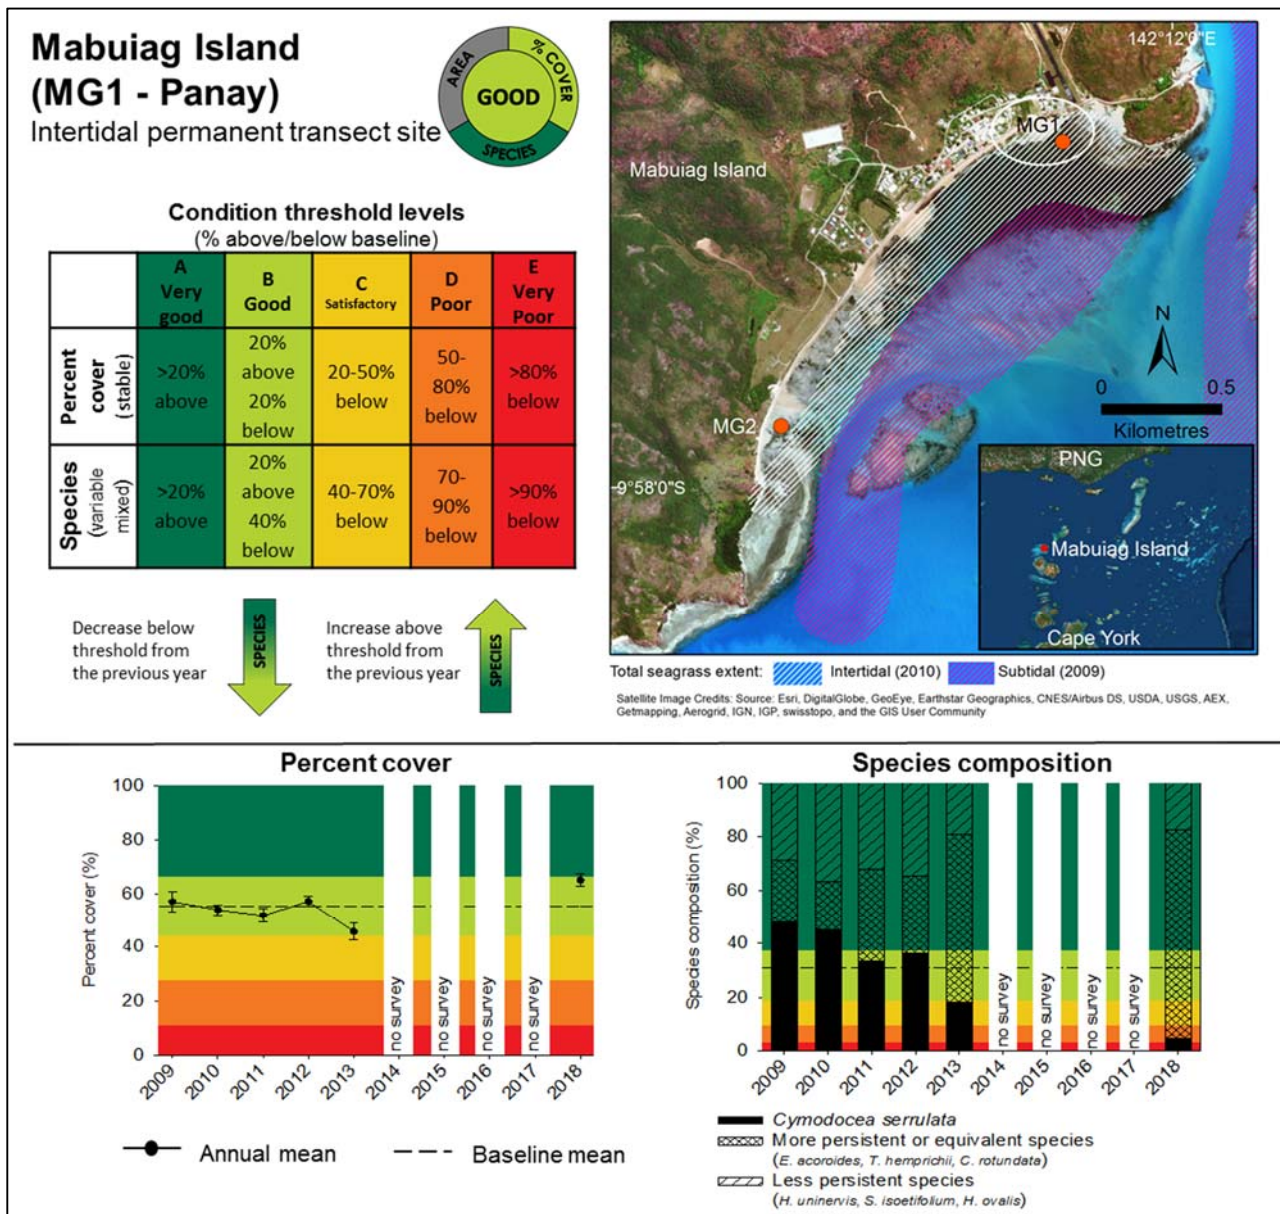 Mabuiag Island
(MG1 - Panay)
Intertidal permanent transect site
AREA
% COVER
GOOD
SPECIES
Condition threshold levels
(% above/below baseline)
A
Very
good
B
Good
C
Satisfactory
D
Poor
E
Very
Poor
Percent
cover
(stable)
>20%
above
20%
above
20%
below
20-50%
below
50-
80%
below
>80%
below
Species
(variable
mixed)
>20%
above
20%
above
40%
below
40-70%
below
70-
90%
below
>90%
below
Decrease below
threshold from
the previous year
SPECIES
Increase above
threshold from
the previous year
SPECIES
142°12'0"E
MG1
Mabuiag Island
N
0 0.5
Kilometres
MG2
-9°58'0"S
PNG
Mabuiag Island
Cape York
Total seagrass extent: Intertidal (2010) Subtidal (2009)
Satellite Image Credits: Source: Esri, DigitalGlobe, GeoEye, Earthstar Geographics, CNES/Airbus DS, USDA, USGS, AEX,
Getmapping, Aerogrid, IGN, IGP, swisstopo, and the GIS User Community
Percent cover
Percent cover (%)
100
80
60
40
20
0
no survey
no survey
no survey
no survey
2009
2010
2011
2012
2013
2014
2015
2016
2017
2018
Annual mean
Baseline mean
Species composition
Species composition (%)
100
80
60
40
20
0
no survey
no survey
no survey
no survey
2009
2010
2011
2012
2013
2014
2015
2016
2017
2018
Cymodocea serrulata
More persistent or equivalent species
(E. acoroides, T. hemprichii, C. rotundata)
Less persistent species
(H. uninervis, S. isoetifolium, H. ovalis)